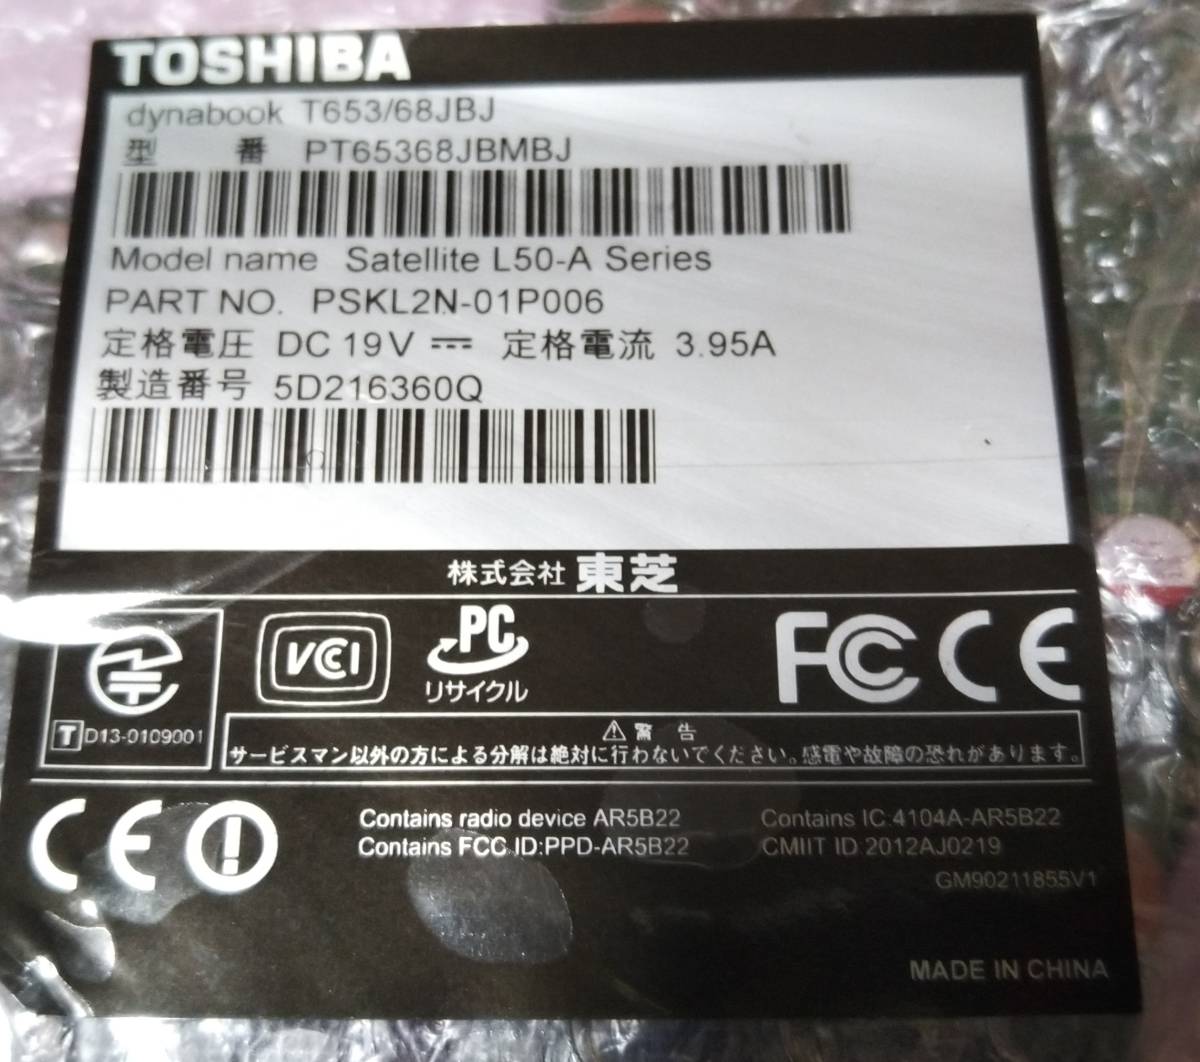 TOSHIBA
dynabook T653/68JBJ
型 番 PT65368JBMBJ
Model name Satellite L50-A Series
PART NO. PSKL2N-01P006
定格電圧 DC 19V 定格電流 3.95A
製造番号 5D216360Q
株式会社 東芝
VCCI
PC
リサイクル
FC CE
T D13-0109001
⚠ 警 告
サービスマン以外の方による分解は絶対に行わないでください。感電や故障の恐れがあります。
CE
Contains radio device AR5B22
Contains FCC ID:PPD-AR5B22
Contains IC:4104A-AR5B22
CMIIT ID:2012AJ0219
GM90211855V1
MADE IN CHINA